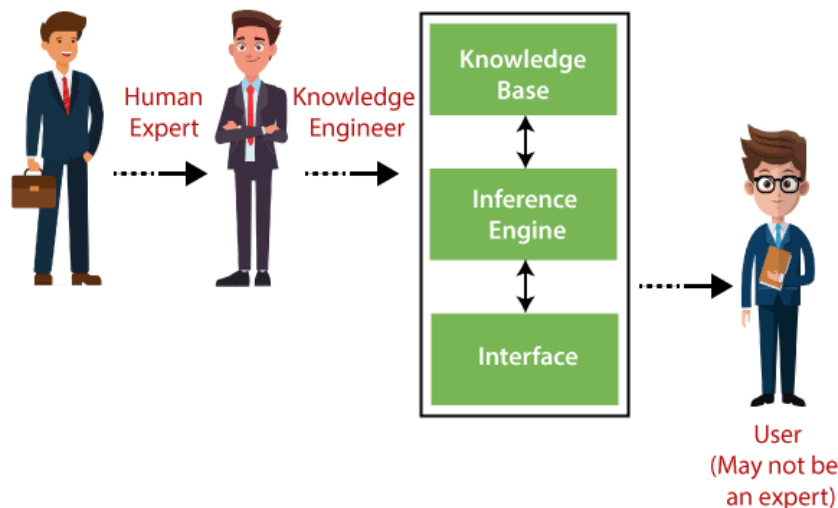 Human
Expert
Knowledge
Engineer
Knowledge
Base
Inference
Engine
Interface
User
(May not be
an expert)